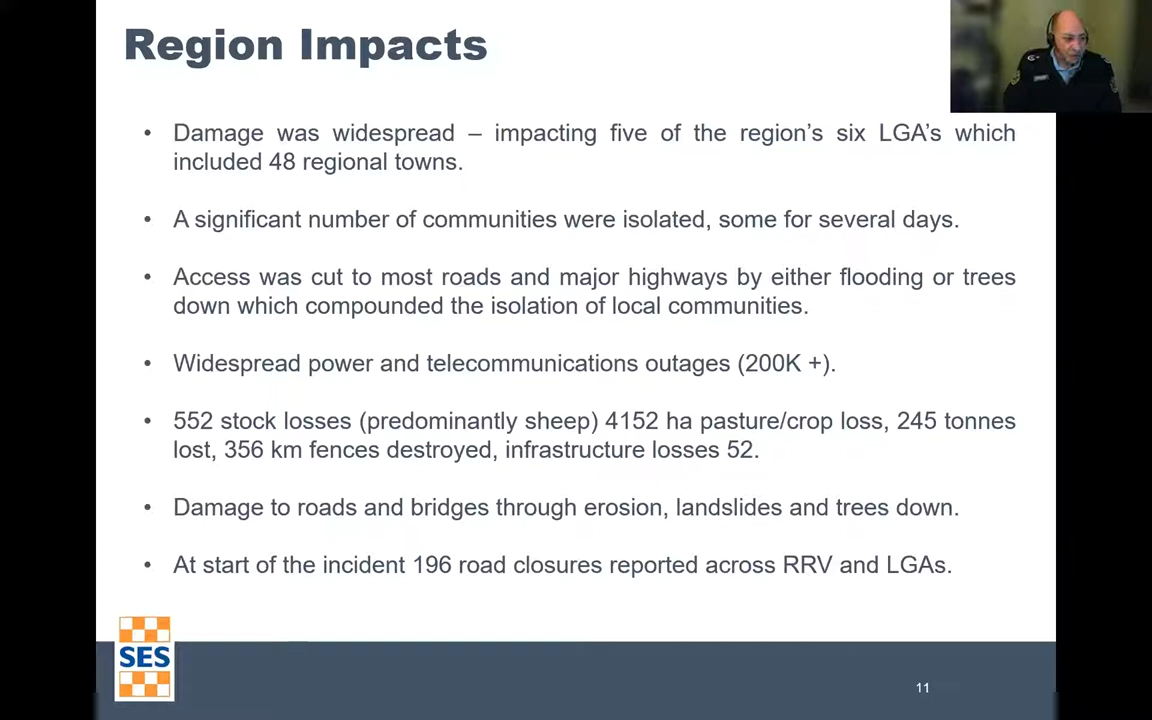 Region Impacts
• Damage was widespread – impacting five of the region's six LGA's which
included 48 regional towns.
• A significant number of communities were isolated, some for several days.
• Access was cut to most roads and major highways by either flooding or trees
down which compounded the isolation of local communities.
• Widespread power and telecommunications outages (200K +).
• 552 stock losses (predominantly sheep) 4152 ha pasture/crop loss, 245 tonnes
lost, 356 km fences destroyed, infrastructure losses 52.
• Damage to roads and bridges through erosion, landslides and trees down.
• At start of the incident 196 road closures reported across RRV and LGAs.
SES
11